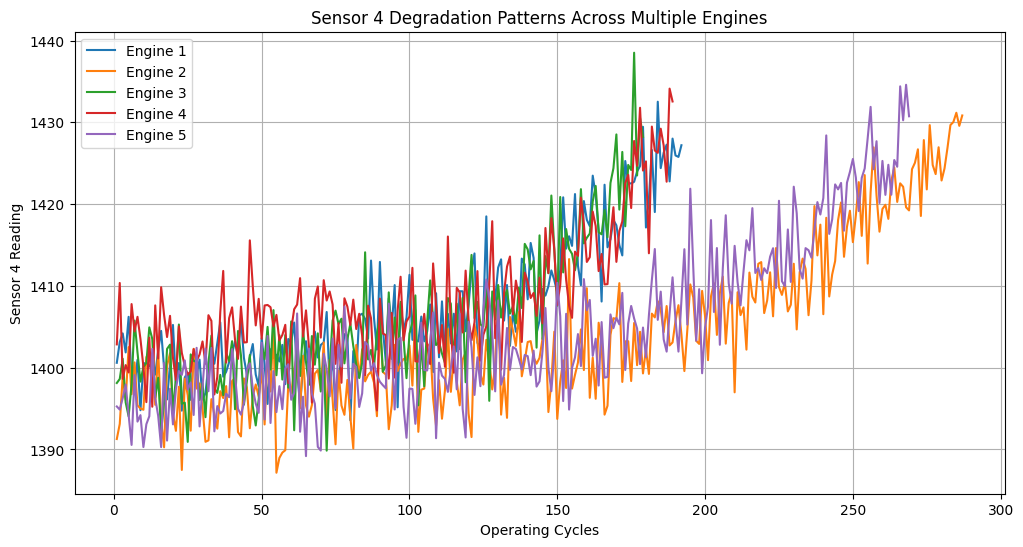 Sensor 4 Degradation Patterns Across Multiple Engines
Engine 1
Engine 2
Engine 3
Engine 4
Engine 5
Sensor 4 Reading
1440
1430
1420
1410
1400
1390
0 50 100 150 200 250 300
Operating Cycles